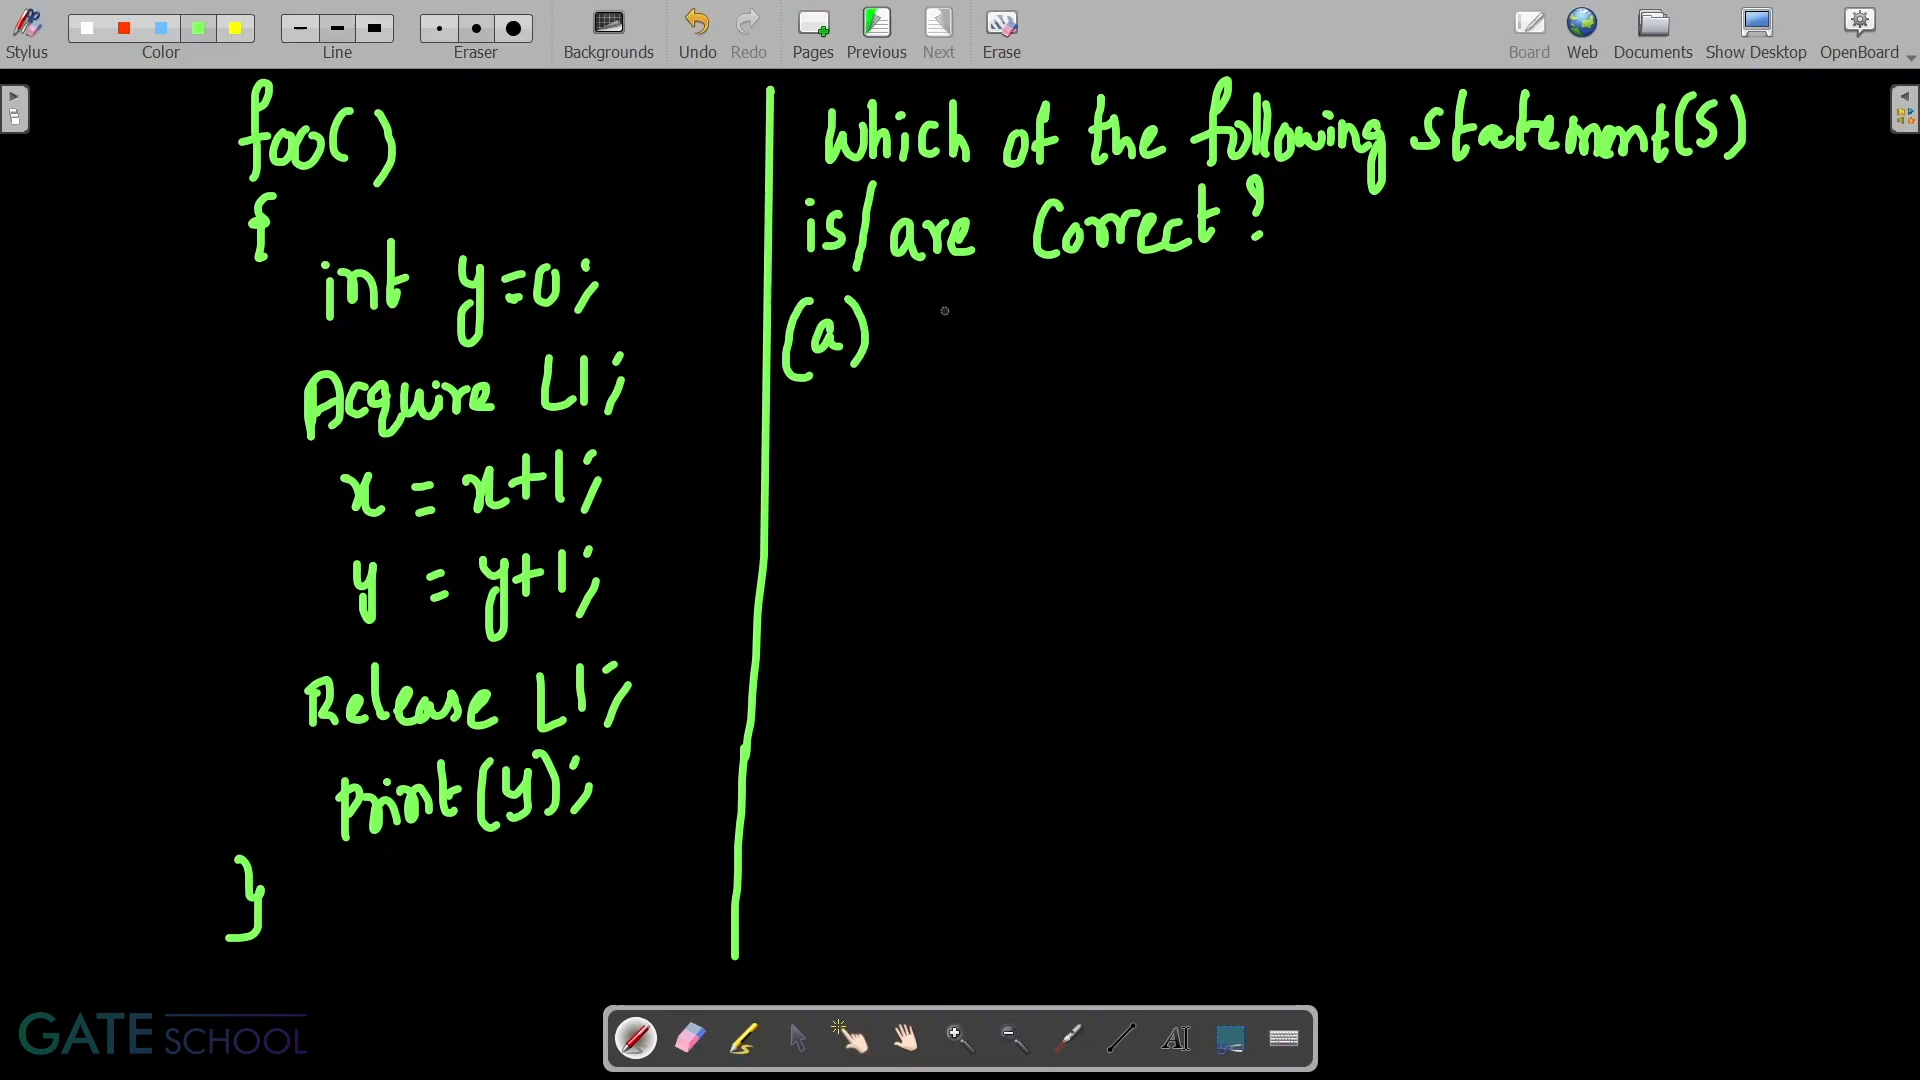 Stylus Color Line Eraser Backgrounds Undo Redo Pages Previous Next Erase Board Web Documents Show Desktop OpenBoard
foo()
{
int y=0;
Acquire L1;
x = x+1;
y = y+1;
Release L1;
print(y);
}
Which of the following statement(s)
is/are Correct?
(a)
GATE SCHOOL
AI